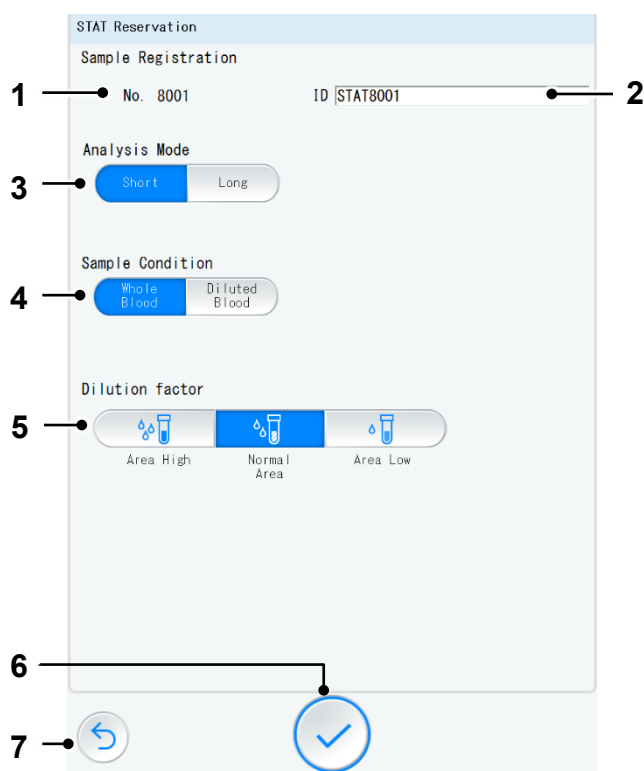 STAT Reservation
Sample Registration
1
No. 8001
ID STAT8001
2
Analysis Mode
3
Short
Long
Sample Condition
4
Whole
Blood
Diluted
Blood
Dilution factor
5
Area High
Normal
Area
Area Low
6
7